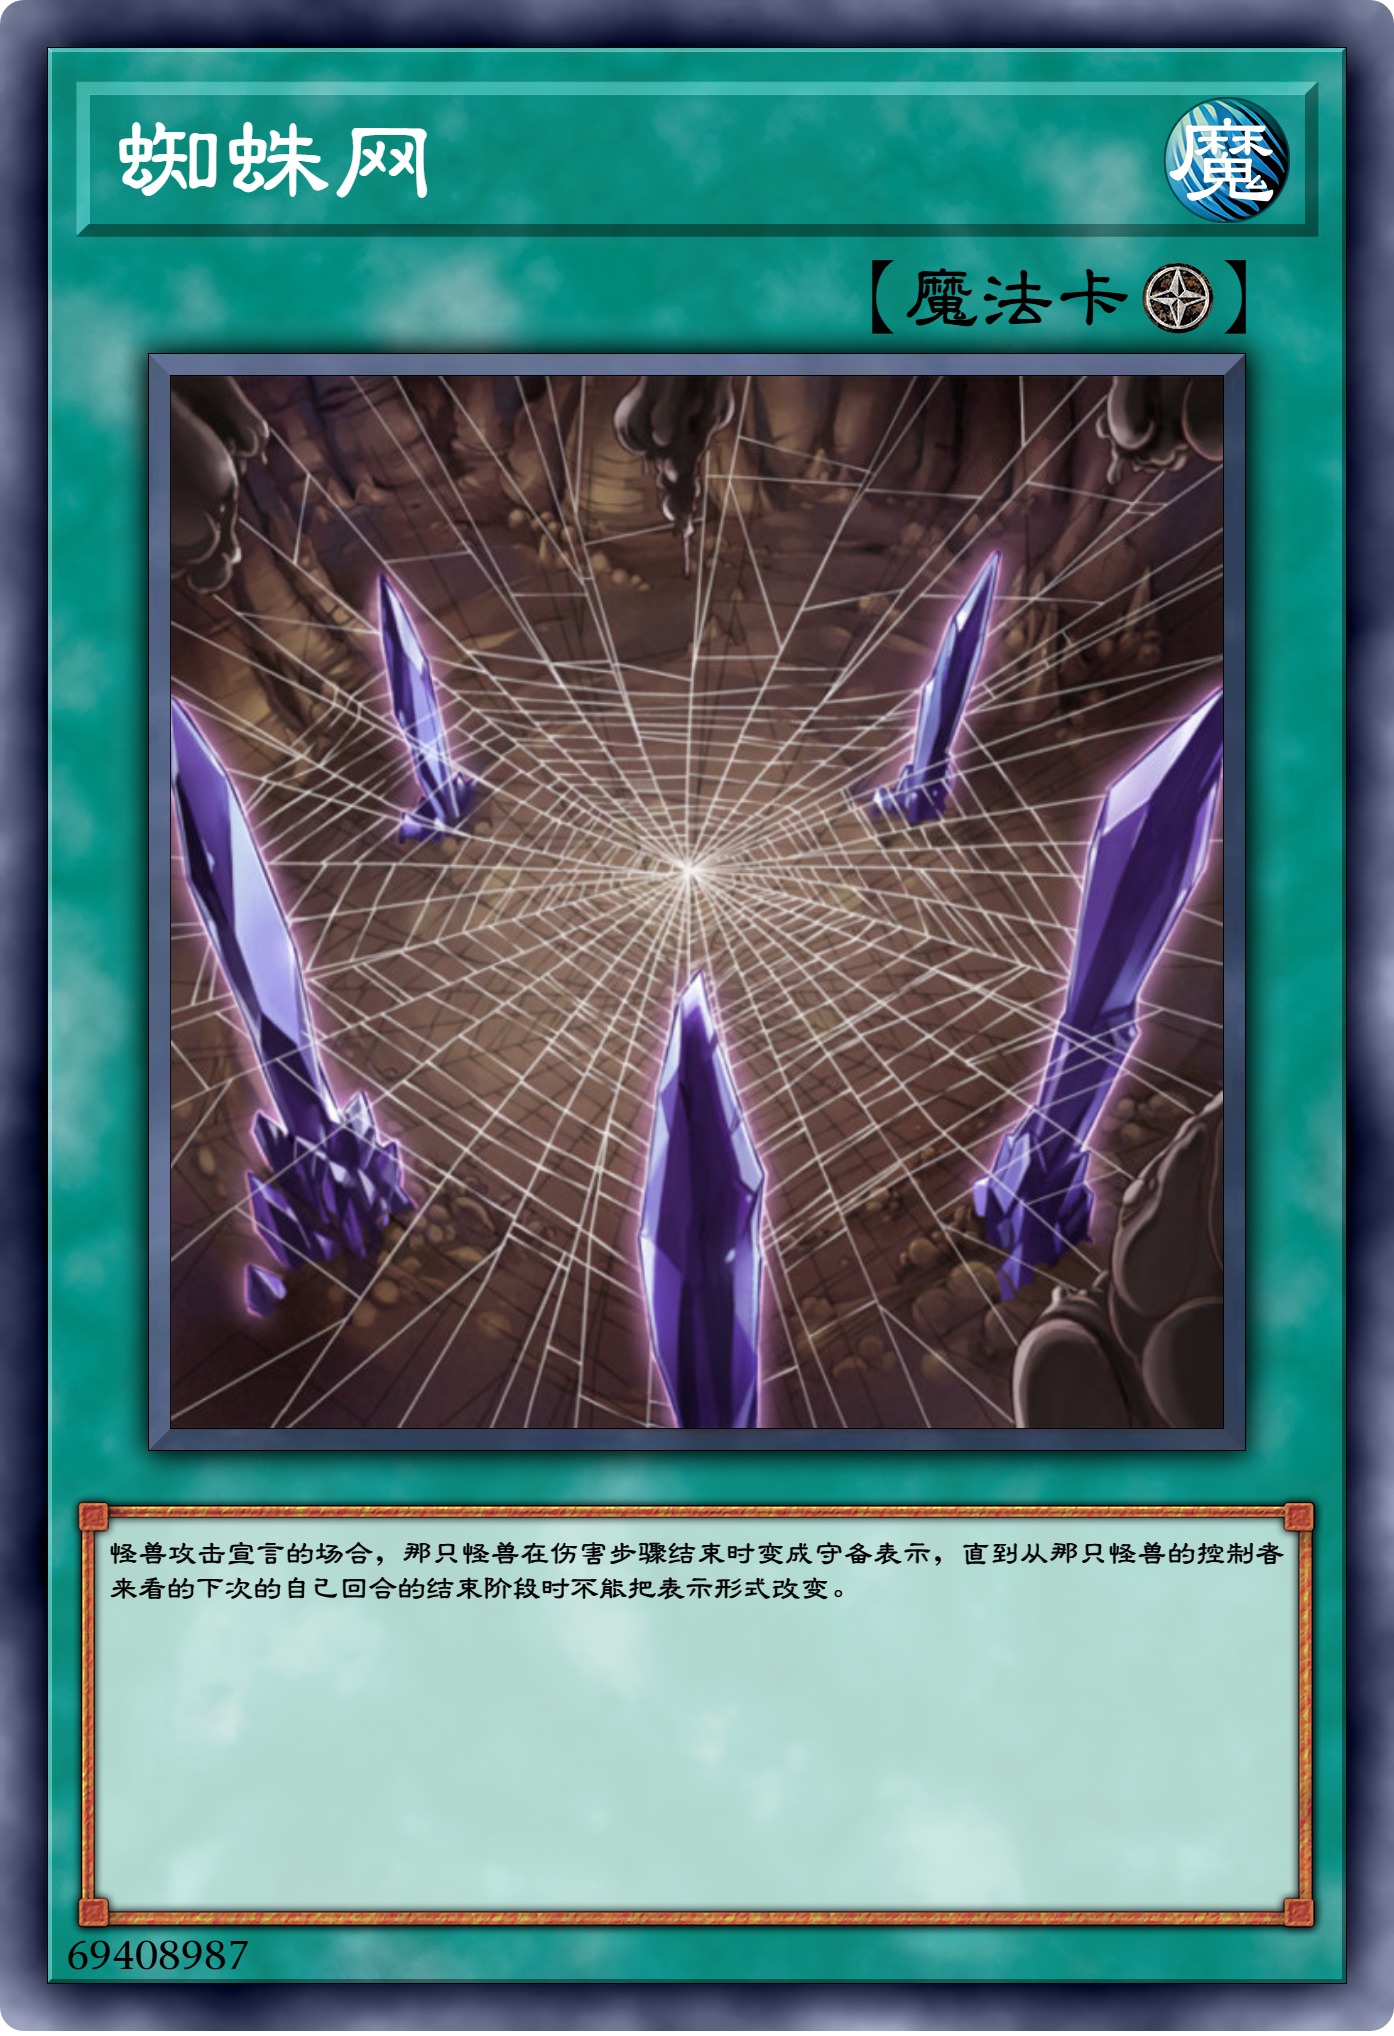 蜘蛛网
魔
【魔法卡】
怪兽攻击宣言的场合，那只怪兽在伤害步骤结束时变成守备表示，直到从那只怪兽的控制者
来看的下次的自己回合的结束阶段时不能把表示形式改变。
69408987